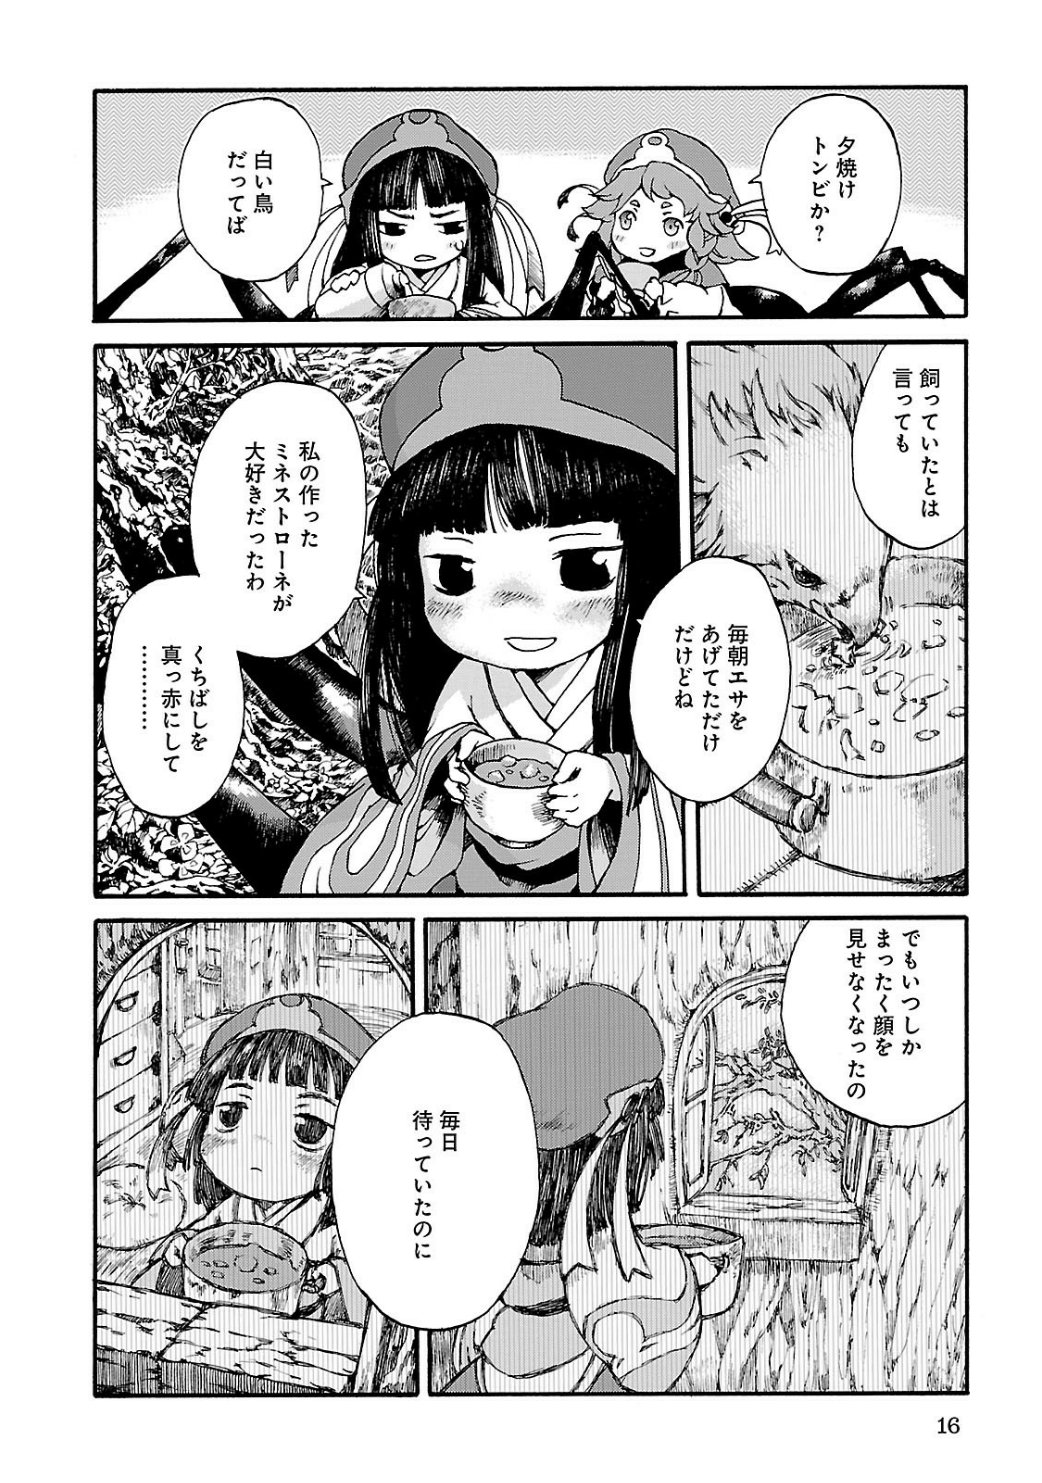 夕焼け
トンビか?
白い鳥
だってば
飼っていたとは
言っても
毎朝エサを
あげてただけ
だけどね
私の作った
ミネストローネが
大好きだったわ
くちばしを
真っ赤にして
…………
でもいつしか
まったく顔を
見せなくなったの
毎日
待っていたのに
16